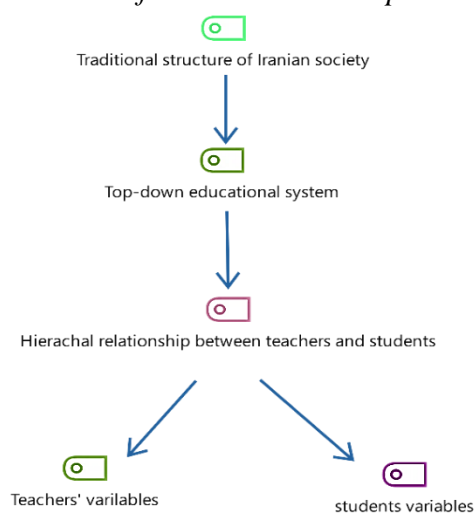 Traditional structure of Iranian society
Top-down educational system
Hierachal relationship between teachers and students
Teachers' varilables
students variables